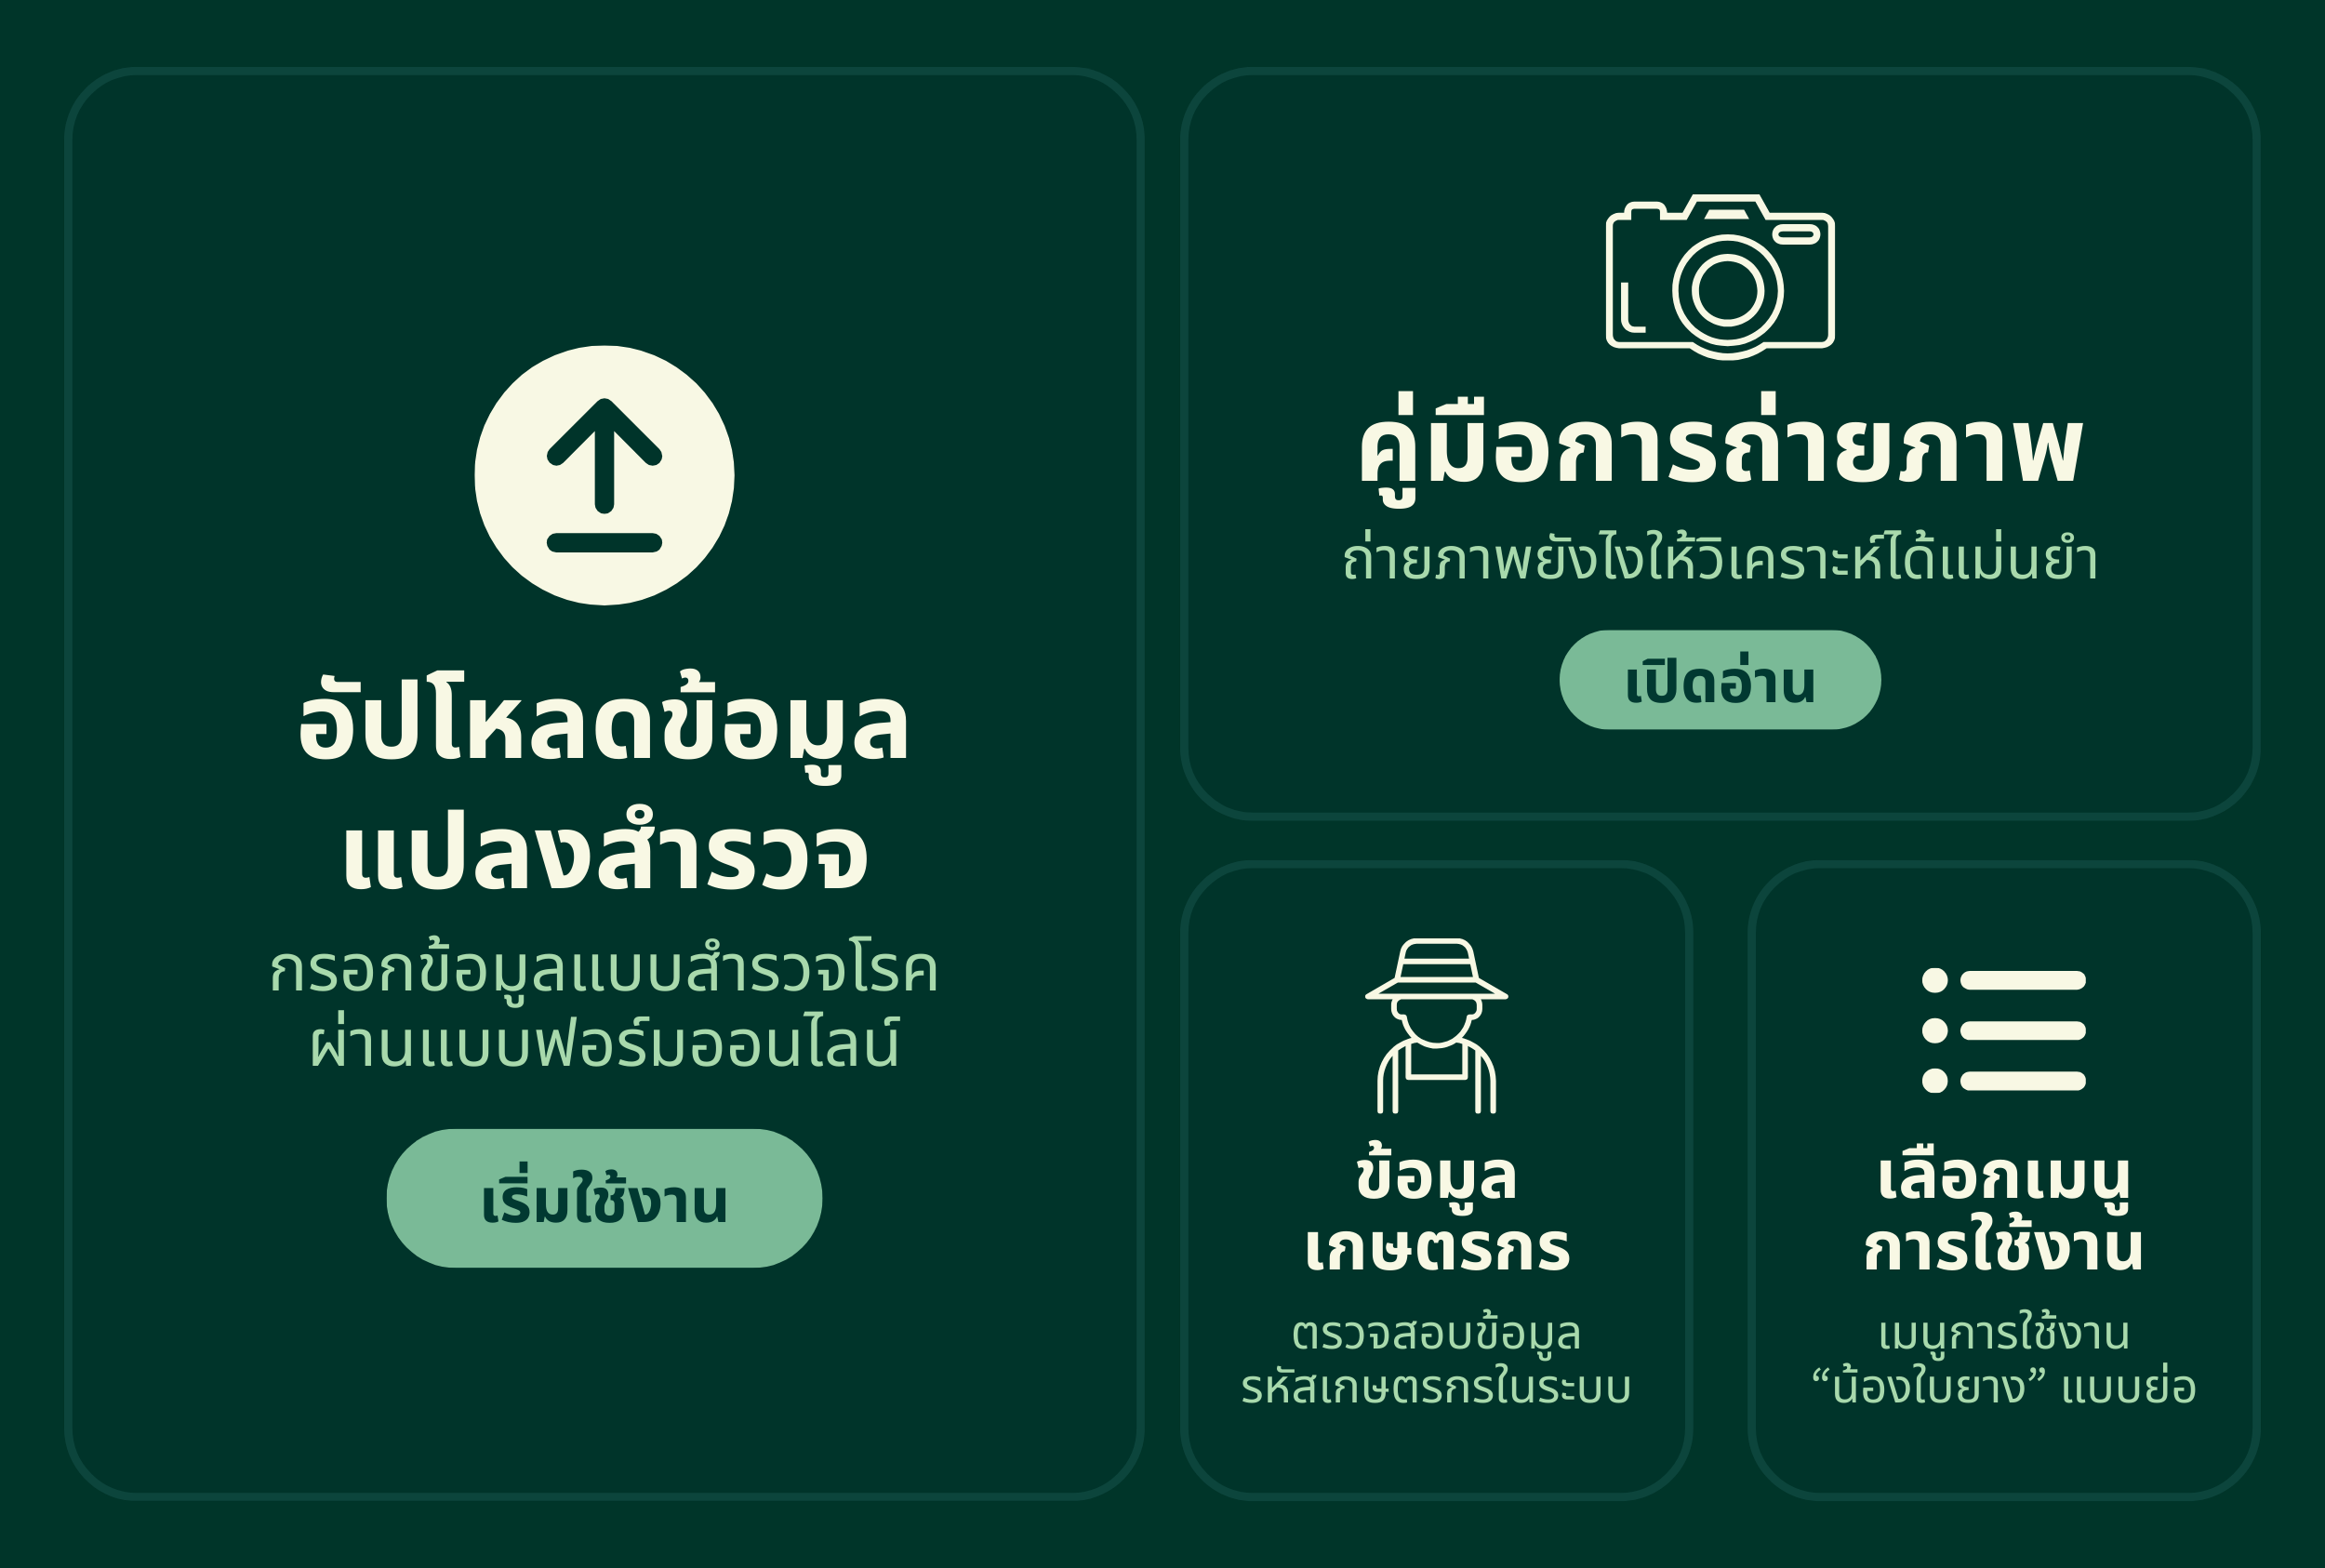 อัปโหลดข้อมูล
แปลงสำรวจ
กรอกข้อมูลแบบสำรวจโรค
ผ่านแบบฟอร์มออนไลน์
เริ่มใช้งาน
คู่มือการถ่ายภาพ
ถ่ายภาพยังไงให้วิเคราะห์ได้แม่นยำ
เปิดอ่าน
ข้อมูล
เกษตรกร
ตรวจสอบข้อมูล
รหัสเกษตรกรในระบบ
เลือกเมนู
การใช้งาน
เมนูการใช้งาน
“น้องใบยาง” แบบย่อ